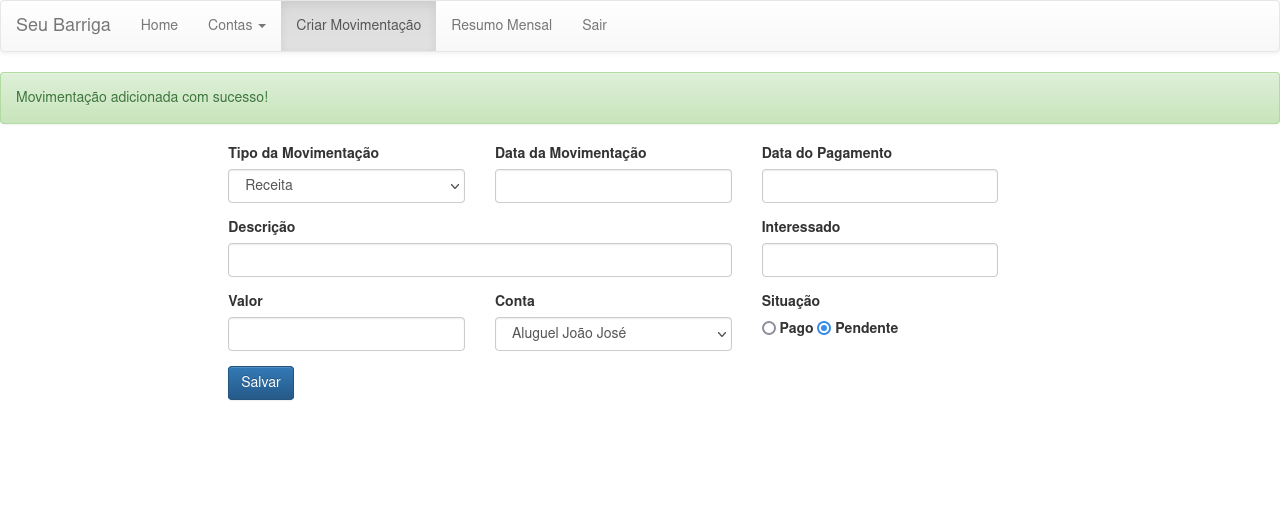 Seu Barriga Home Contas Criar Movimentação Resumo Mensal Sair
Movimentação adicionada com sucesso!
Tipo da Movimentação Data da Movimentação Data do Pagamento
Receita
Descrição Interessado
Valor Conta Situação
Aluguel João José Pago Pendente
Salvar